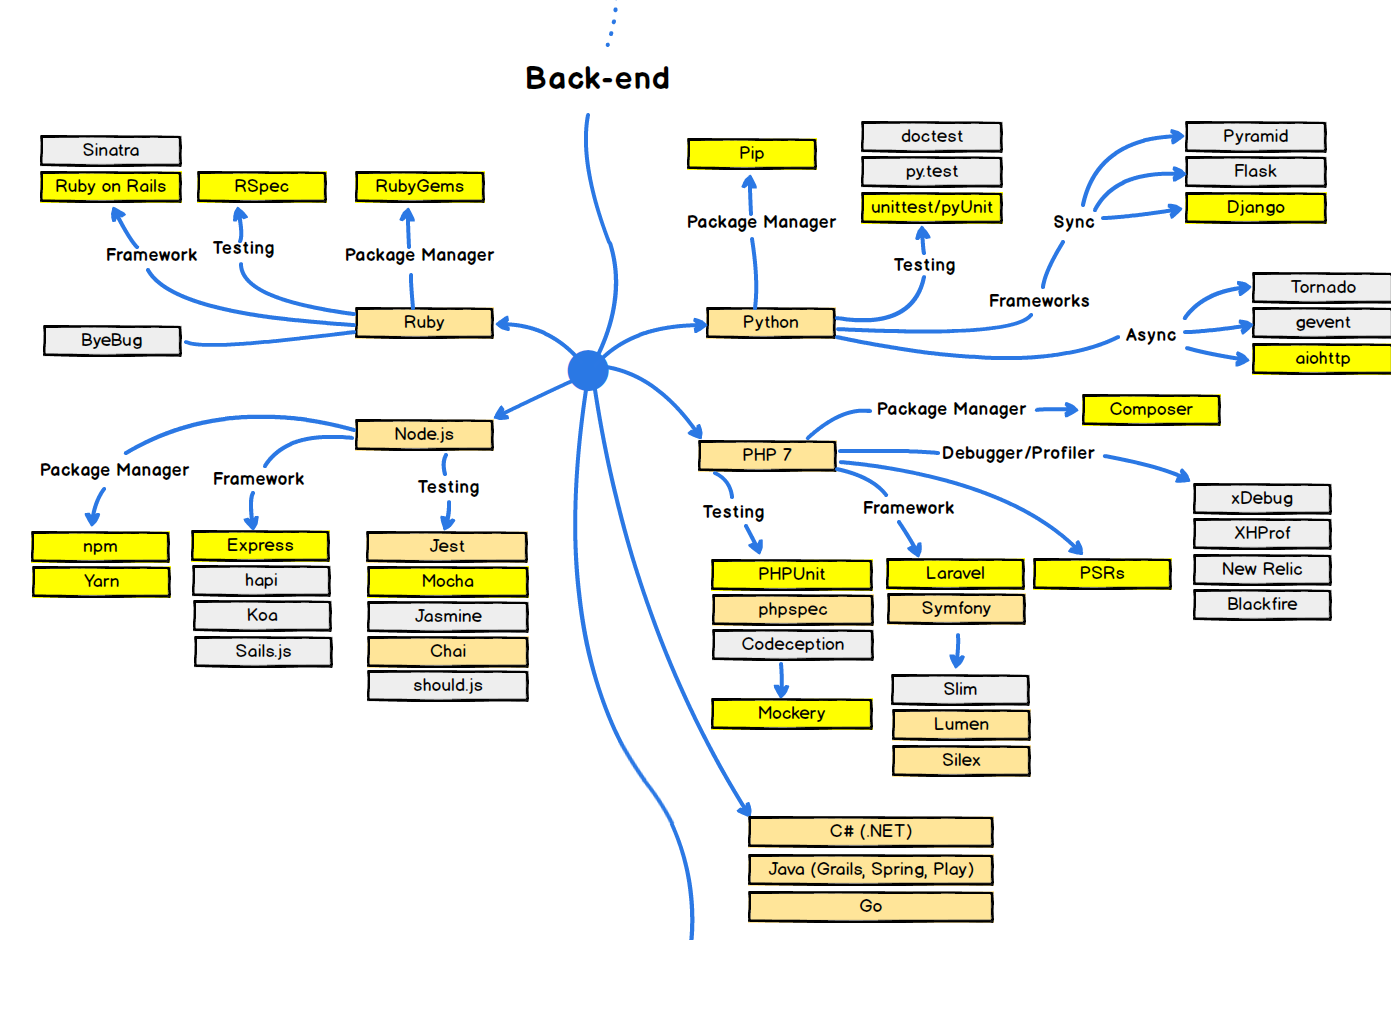 Back-end
Sinatra
Ruby on Rails
RSpec
RubyGems
Framework
Testing
Package Manager
Ruby
ByeBug
Pip
Package Manager
doctest
py.test
unittest/pyUnit
Testing
Python
Pyramid
Flask
Django
Sync
Frameworks
Async
Tornado
gevent
aiohttp
Node.js
Package Manager
Framework
Testing
npm
Yarn
Express
hapi
Koa
Sails.js
Jest
Mocha
Jasmine
Chai
should.js
PHP 7
Package Manager
Composer
Debugger/Profiler
xDebug
XHProf
New Relic
Blackfire
Testing
Framework
PHPUnit
phpspec
Codeception
Mockery
Laravel
Symfony
Slim
Lumen
Silex
PSRs
C# (.NET)
Java (Grails, Spring, Play)
Go